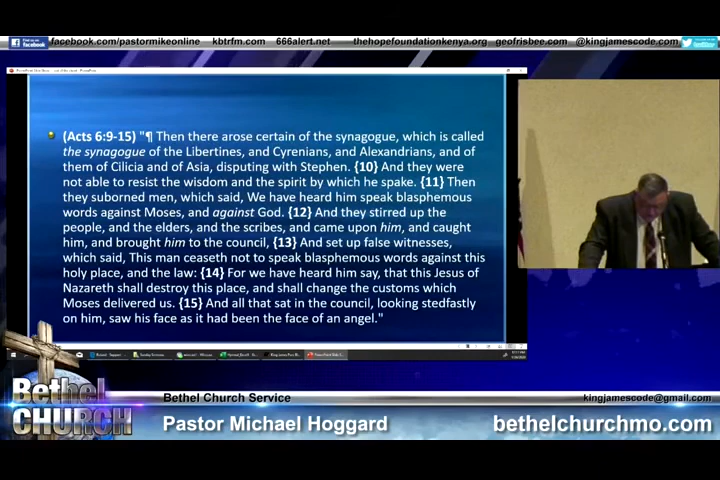 facebook.com/pastormikeonline kbtrfm.com 666alert.net thehopefoundationkenya.org geofrisbee.com @kingjamescode.com
(Acts 6:9-15) "¶ Then there arose certain of the synagogue, which is called
the synagogue of the Libertines, and Cyrenians, and Alexandrians, and of
them of Cilicia and of Asia, disputing with Stephen. {10} And they were
not able to resist the wisdom and the spirit by which he spake. {11} Then
they suborned men, which said, We have heard him speak blasphemous
words against Moses, and against God. {12} And they stirred up the
people, and the elders, and the scribes, and came upon him, and caught
him, and brought him to the council, {13} And set up false witnesses,
which said, This man ceaseth not to speak blasphemous words against this
holy place, and the law: {14} For we have heard him say, that this Jesus of
Nazareth shall destroy this place, and shall change the customs which
Moses delivered us. {15} And all that sat in the council, looking stedfastly
on him, saw his face as it had been the face of an angel."
Bethel
CHURCH
Bethel Church Service
kingjamescode@gmail.com
Pastor Michael Hoggard
bethelchurchmo.com